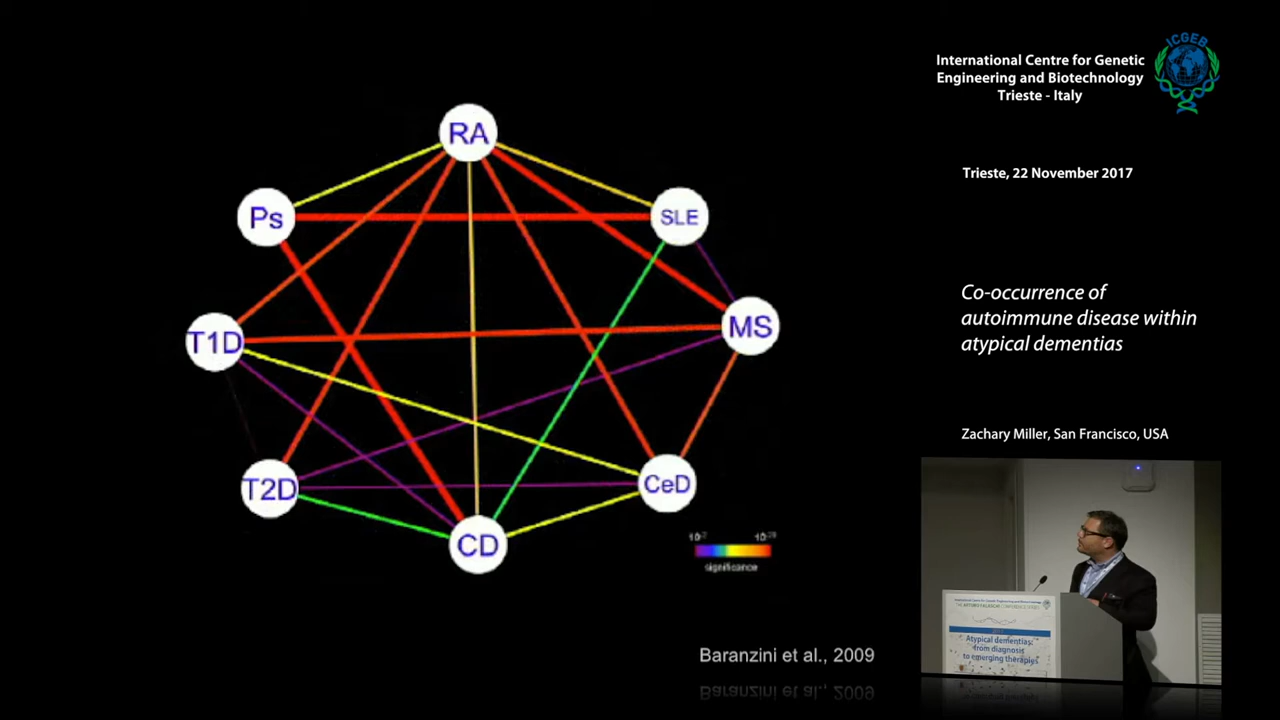 RA
Ps
SLE
T1D
MS
T2D
CeD
CD
significance
Baranzini et al., 2009
ICGEB
International Centre for Genetic
Engineering and Biotechnology
Trieste - Italy
Trieste, 22 November 2017
Co-occurrence of
autoimmune disease within
atypical dementias
Zachary Miller, San Francisco, USA
Atypical dementias:
from diagnosis
to emerging therapies